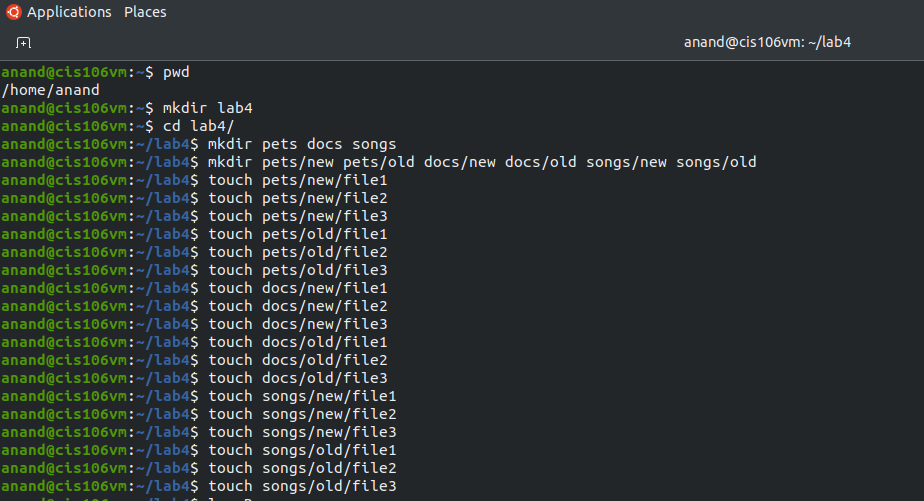 Applications Places
anand@cis106vm: ~/lab4
anand@cis106vm:~$ pwd
/home/anand
anand@cis106vm:~$ mkdir lab4
anand@cis106vm:~$ cd lab4/
anand@cis106vm:~/lab4$ mkdir pets docs songs
anand@cis106vm:~/lab4$ mkdir pets/new pets/old docs/new docs/old songs/new songs/old
anand@cis106vm:~/lab4$ touch pets/new/file1
anand@cis106vm:~/lab4$ touch pets/new/file2
anand@cis106vm:~/lab4$ touch pets/new/file3
anand@cis106vm:~/lab4$ touch pets/old/file1
anand@cis106vm:~/lab4$ touch pets/old/file2
anand@cis106vm:~/lab4$ touch pets/old/file3
anand@cis106vm:~/lab4$ touch docs/new/file1
anand@cis106vm:~/lab4$ touch docs/new/file2
anand@cis106vm:~/lab4$ touch docs/new/file3
anand@cis106vm:~/lab4$ touch docs/old/file1
anand@cis106vm:~/lab4$ touch docs/old/file2
anand@cis106vm:~/lab4$ touch docs/old/file3
anand@cis106vm:~/lab4$ touch songs/new/file1
anand@cis106vm:~/lab4$ touch songs/new/file2
anand@cis106vm:~/lab4$ touch songs/new/file3
anand@cis106vm:~/lab4$ touch songs/old/file1
anand@cis106vm:~/lab4$ touch songs/old/file2
anand@cis106vm:~/lab4$ touch songs/old/file3